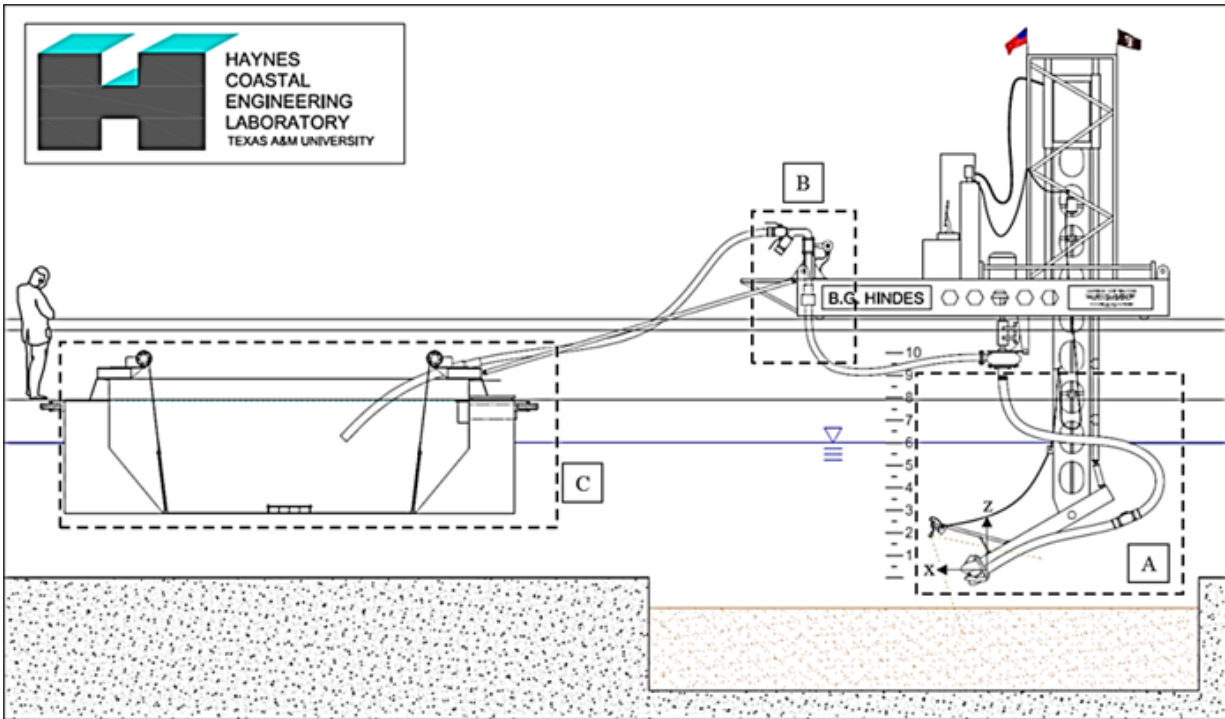 HAYNES
COASTAL
ENGINEERING
LABORATORY
TEXAS A&M UNIVERSITY
B
B.G. HINDES
10
9
8
7
6
5
4
3
2
1
Z
X
A
C